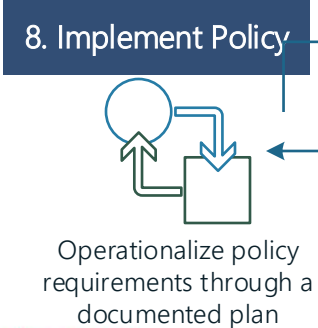 8. Implement Policy
Operationalize policy
requirements through a
documented plan